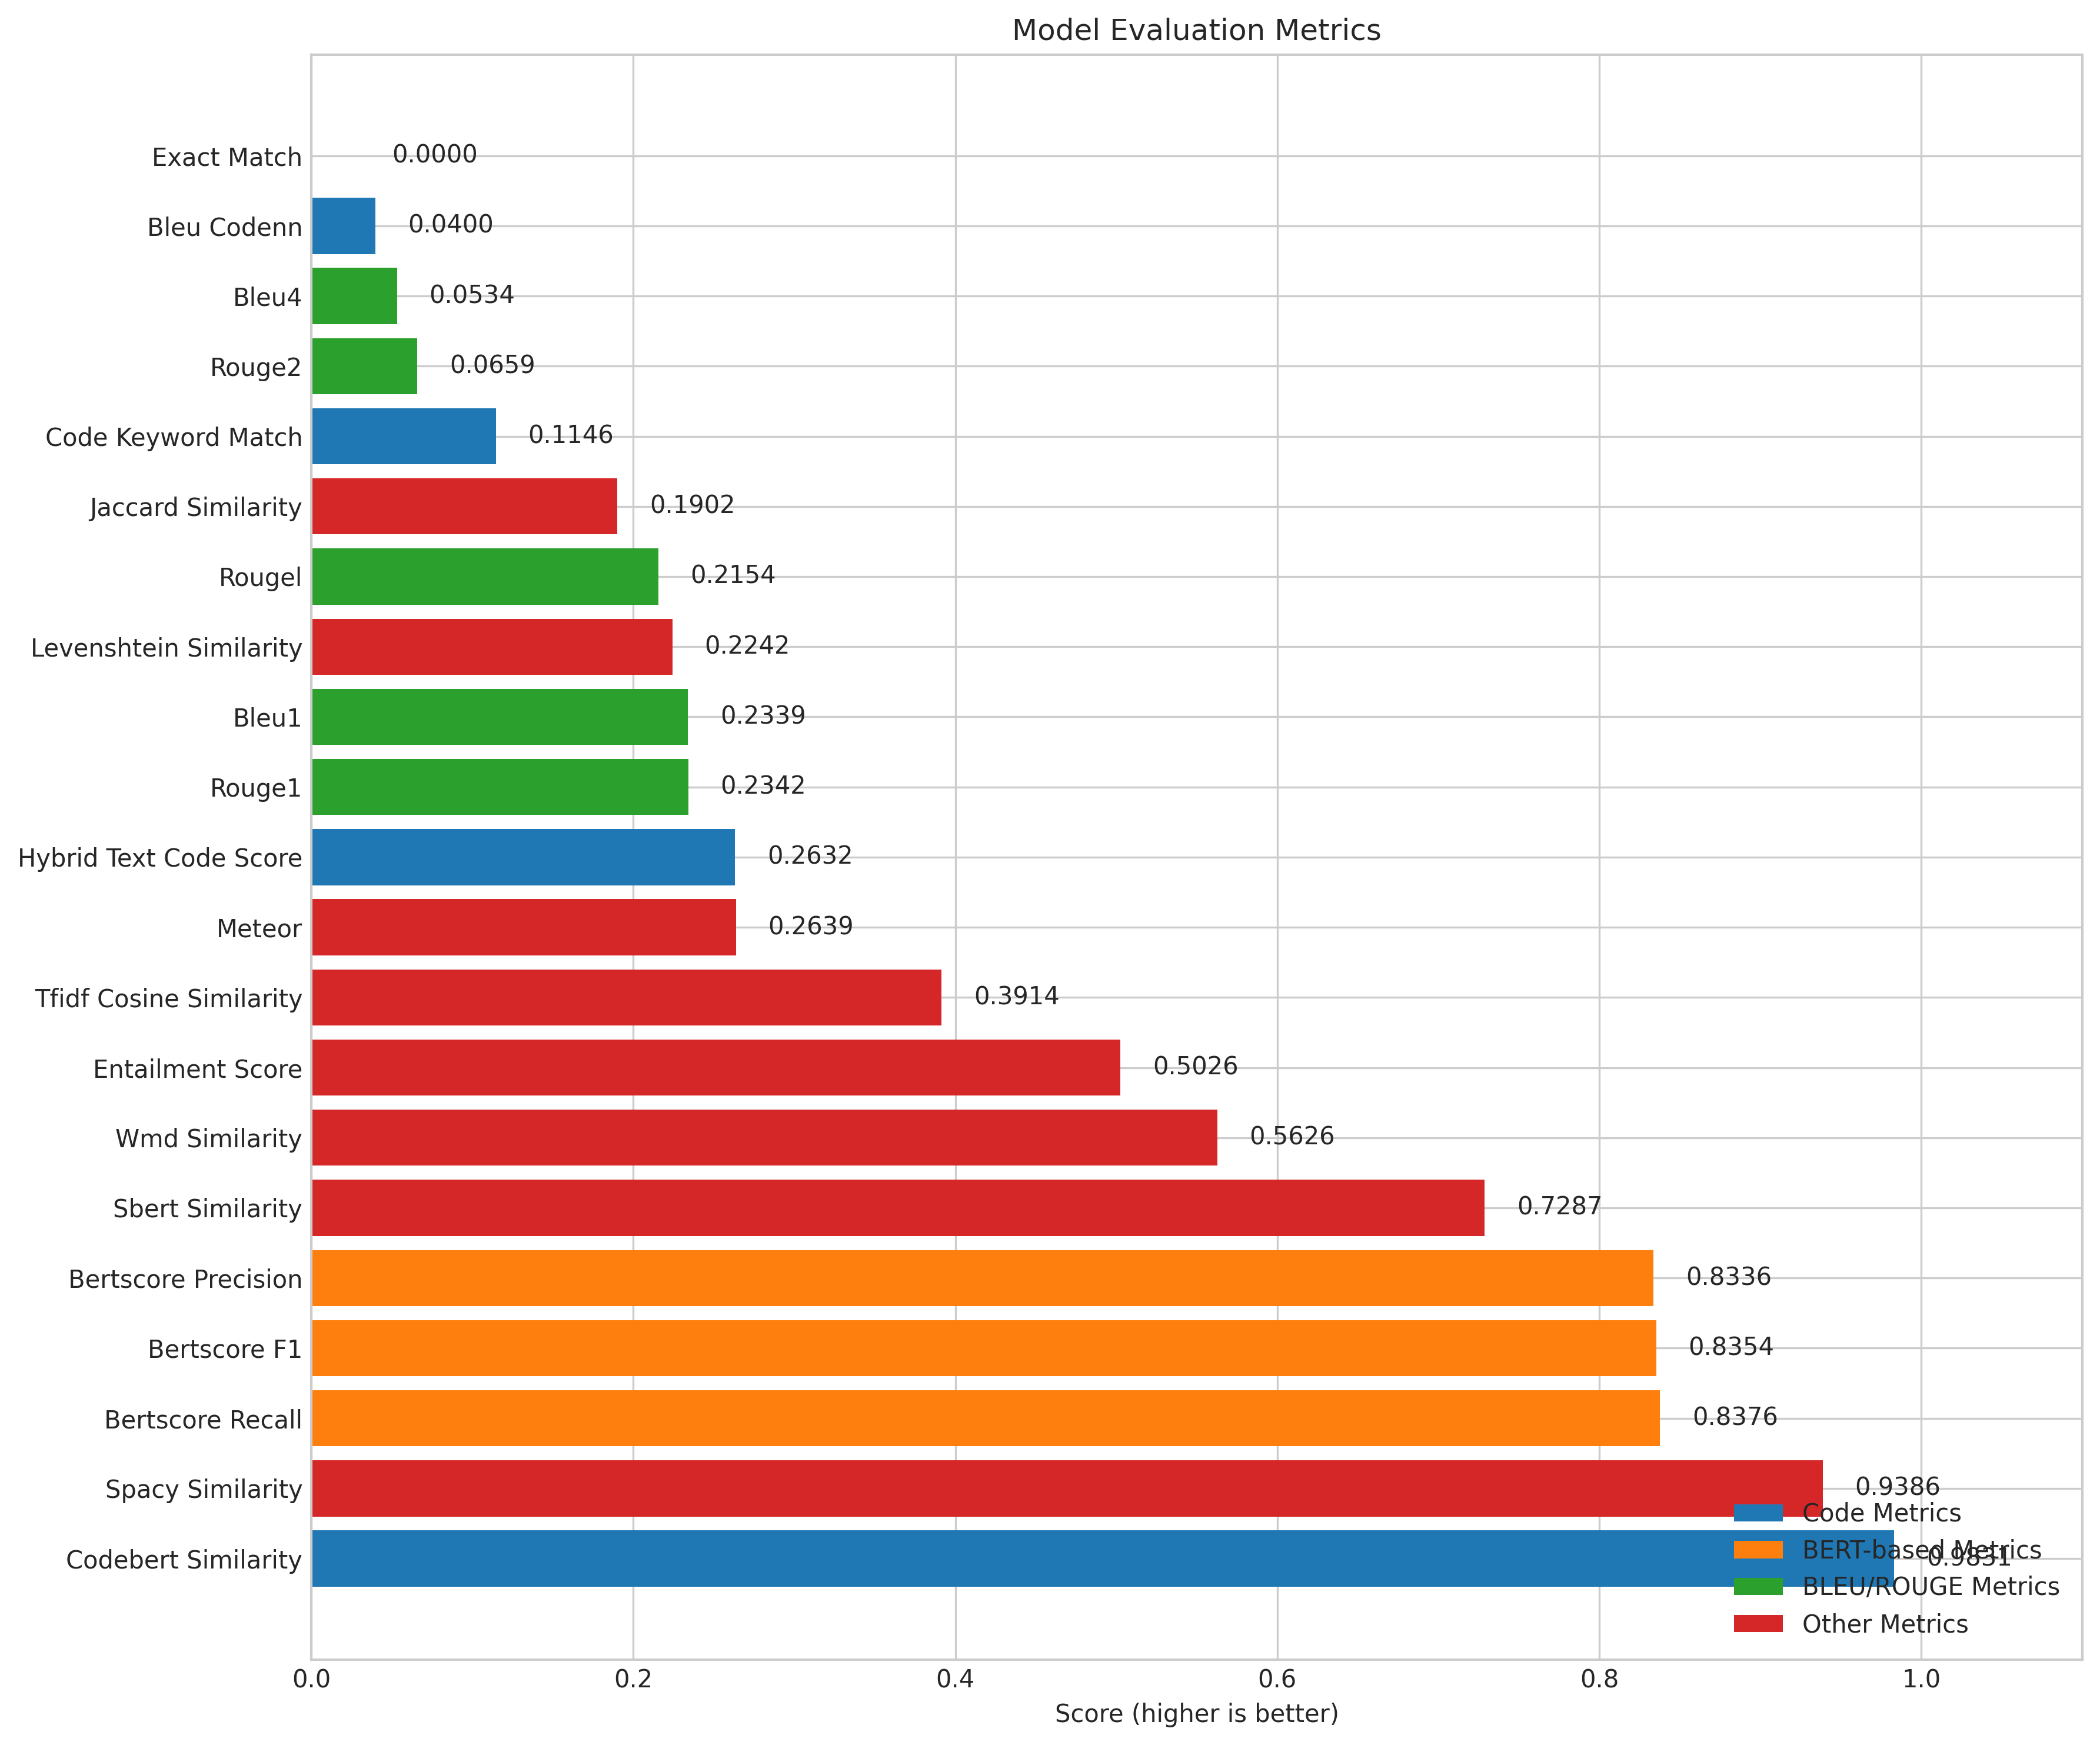 Model Evaluation Metrics
Exact Match 0.0000
Bleu Codenn 0.0400
Bleu4 0.0534
Rouge2 0.0659
Code Keyword Match 0.1146
Jaccard Similarity 0.1902
Rougel 0.2154
Levenshtein Similarity 0.2242
Bleu1 0.2339
Rouge1 0.2342
Hybrid Text Code Score 0.2632
Meteor 0.2639
Tfidf Cosine Similarity 0.3914
Entailment Score 0.5026
Wmd Similarity 0.5626
Sbert Similarity 0.7287
Bertscore Precision 0.8336
Bertscore F1 0.8354
Bertscore Recall 0.8376
Spacy Similarity 0.9386
Codebert Similarity 0.9831
Code Metrics
BERT-based Metrics
BLEU/ROUGE Metrics
Other Metrics
0.0 0.2 0.4 0.6 0.8 1.0
Score (higher is better)